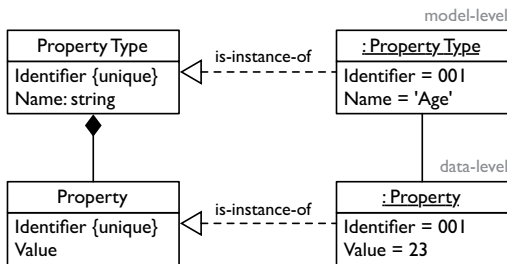 model-level
Property Type
Identifier {unique}
Name: string
is-instance-of
: Property Type
Identifier = 001
Name = 'Age'
data-level
Property
Identifier {unique}
Value
is-instance-of
: Property
Identifier = 001
Value = 23